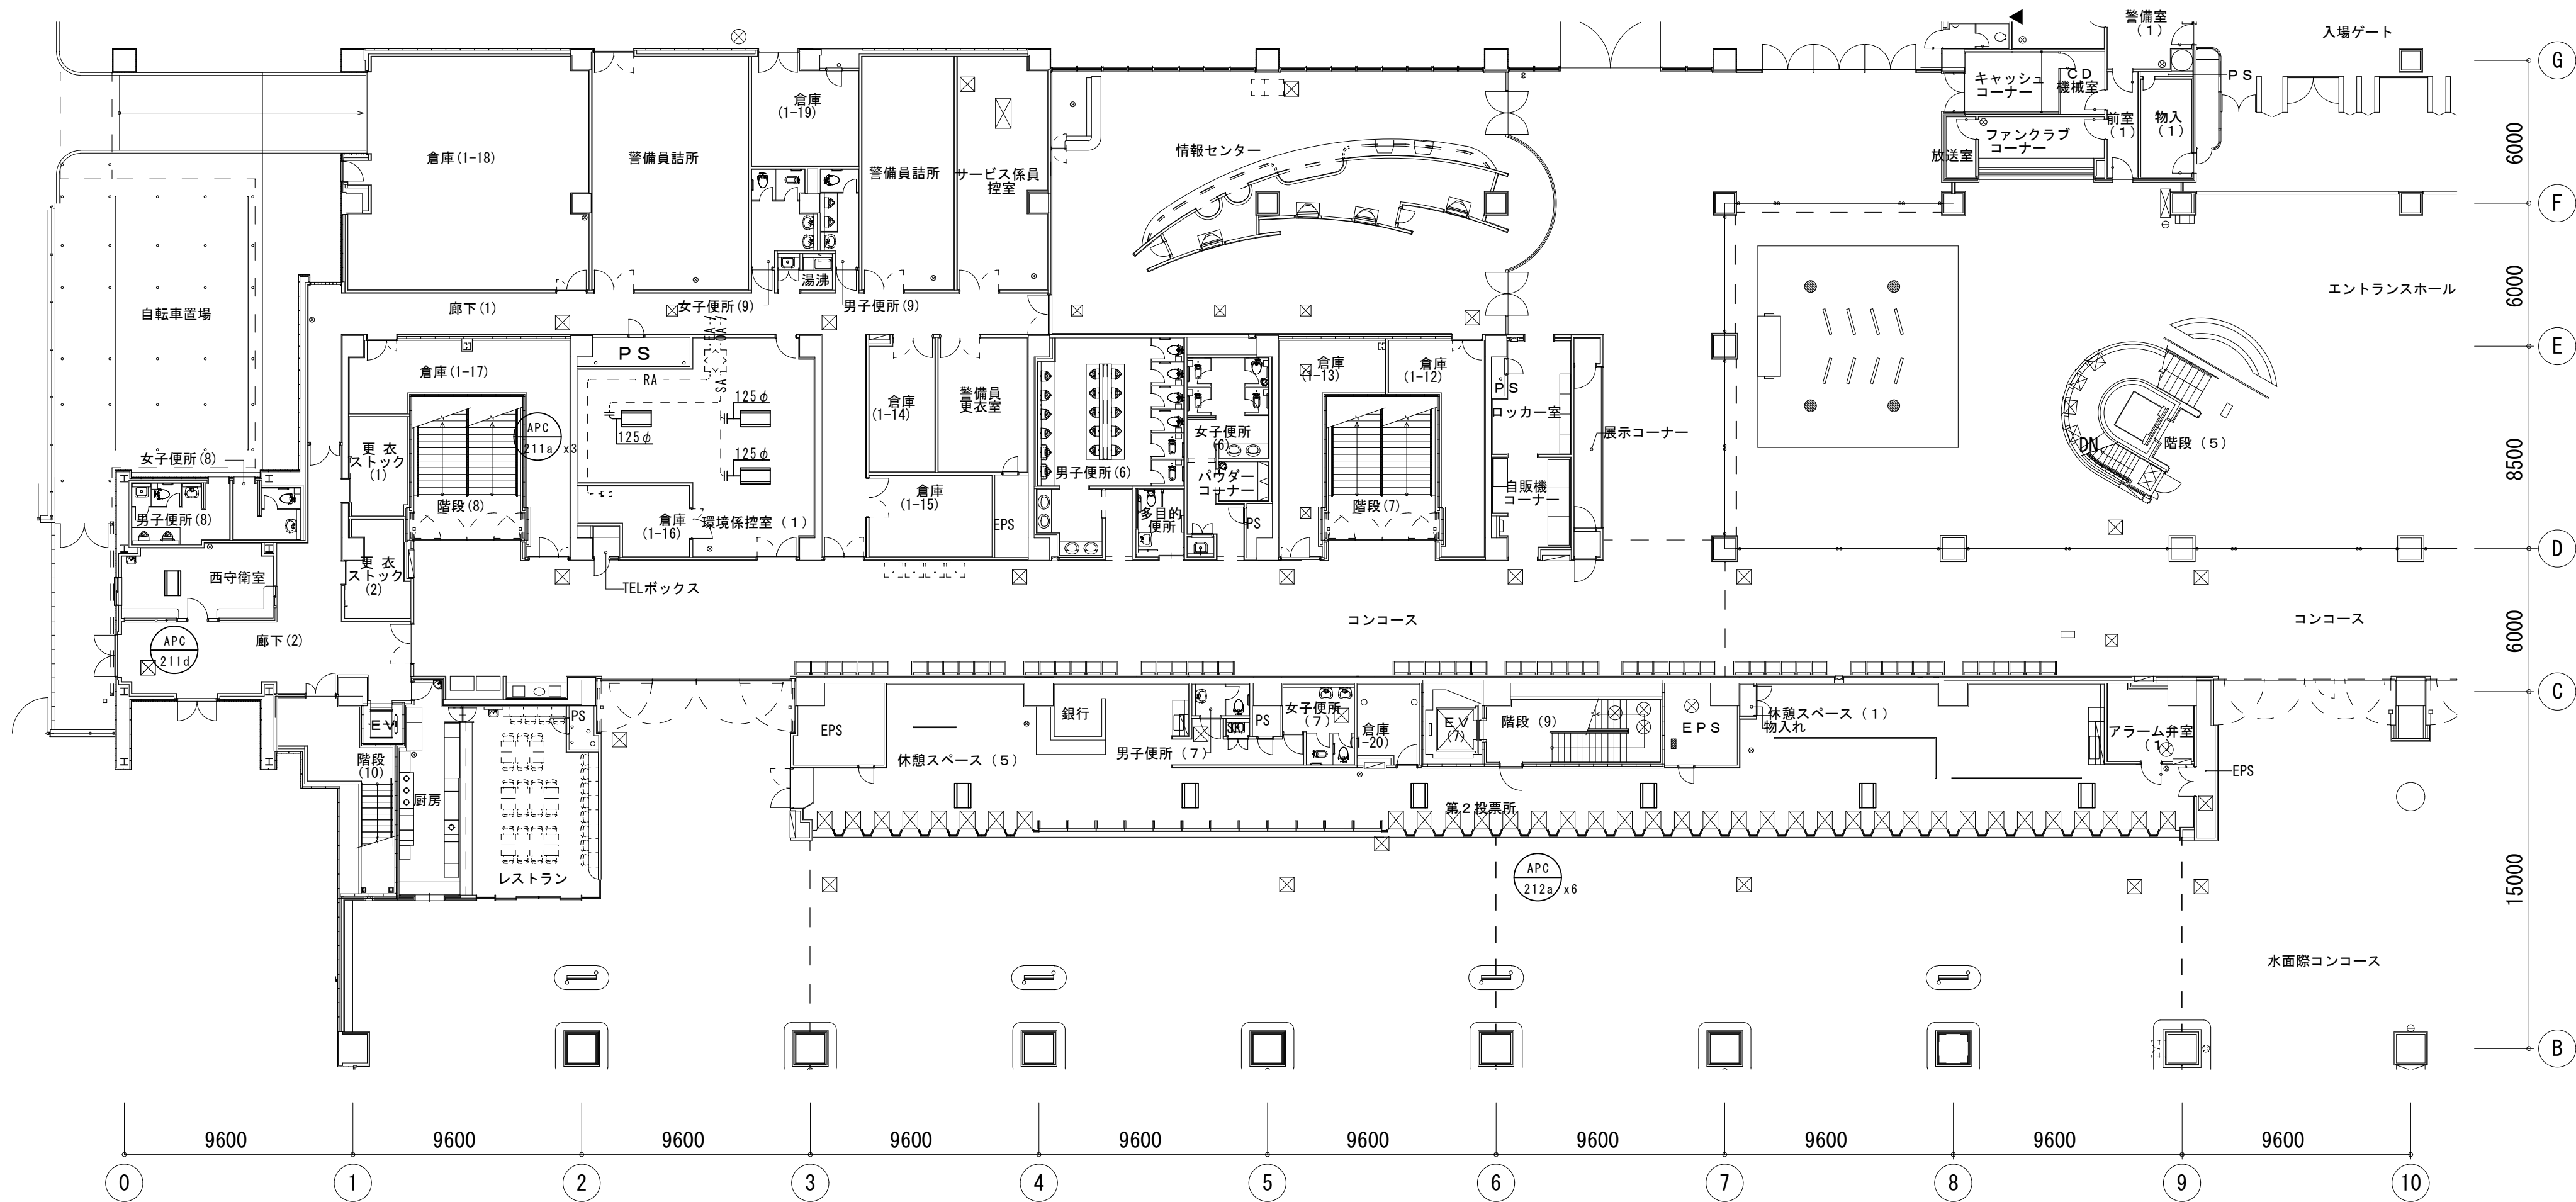 警備室
(1)
入場ゲート
G
キャッシュ
コーナー
CD
機械室
PS
倉庫
(1-19)
前室
(1)
物入
(1)
6000
ファンクラブ
コーナー
放送室
情報センター
倉庫(1-18)
警備員詰所
警備員詰所
サービス係員
控室
F
湯沸
6000
エントランスホール
自転車置場
廊下(1)
女子便所(9)
男子便所(9)
EA
OA
E
PS
倉庫(1-17)
RA
SA
125φ
125φ
125φ
倉庫
(1-14)
警備員
更衣室
倉庫
(1-13)
倉庫
(1-12)
PS
ロッカー室
展示コーナー
女子便所
(6)
DN.
階段(5)
8500
APC
211a x3
更衣
ストック
(1)
女子便所(8)
男子便所(6)
パウダー
コーナー
自販機
コーナー
倉庫
(1-15)
階段(8)
階段(7)
男子便所(8)
倉庫
(1-16)
環境係控室(1)
EPS
多目的
便所
PS
D
西守衛室
更衣
ストック
(2)
TELボックス
コンコース
コンコース
6000
APC
211d
廊下(2)
C
EV
PS
EPS
銀行
PS
SK
女子便所
(7)
倉庫
(1-20)
EV
(7)
階段(9)
EPS
休憩スペース(1)
物入れ
アラーム弁室
(1)
階段
(10)
休憩スペース(5)
男子便所(7)
EPS
厨房
第2投票所
レストラン
APC
212a x6
15000
水面際コンコース
B
9600
9600
9600
9600
9600
9600
9600
9600
9600
9600
0
1
2
3
4
5
6
7
8
9
10